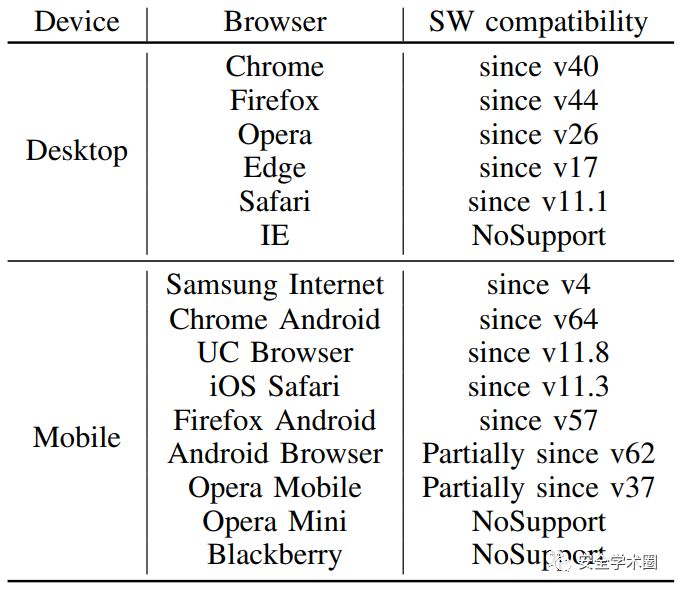 Device Browser SW compatibility
Chrome since v40
Firefox since v44
Opera since v26
Desktop Edge since v17
Safari since v11.1
IE NoSupport
Samsung Internet since v4
Chrome Android since v64
UC Browser since v11.8
iOS Safari since v11.3
Mobile Firefox Android since v57
Android Browser Partially since v62
Opera Mobile Partially since v37
Opera Mini NoSupport
Blackberry NoSupport
安全学术圈